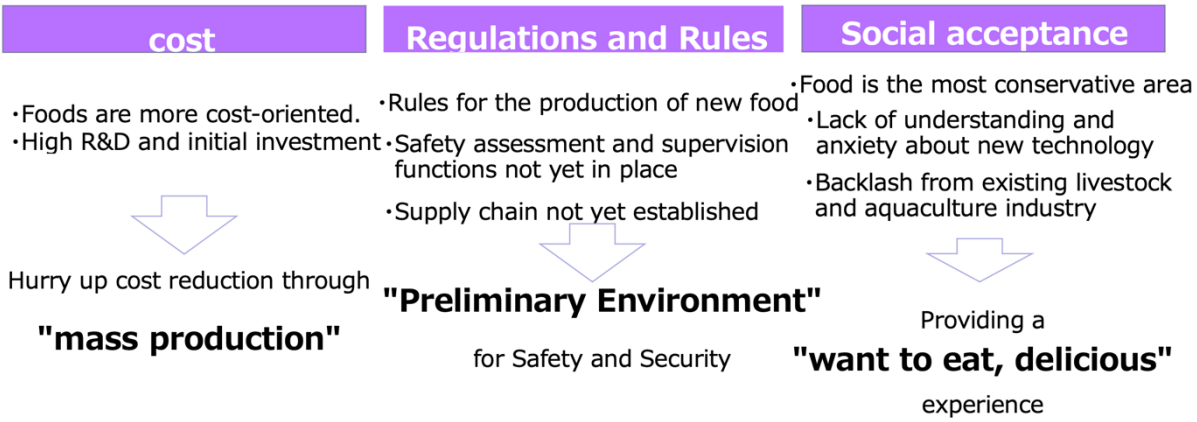 cost
・Foods are more cost-oriented.
・High R&D and initial investment
Hurry up cost reduction through
"mass production"
Regulations and Rules
・Rules for the production of new food
・Safety assessment and supervision
functions not yet in place
・Supply chain not yet established
"Preliminary Environment"
for Safety and Security
Social acceptance
・Food is the most conservative area
・Lack of understanding and
anxiety about new technology
・Backlash from existing livestock
and aquaculture industry
Providing a
"want to eat, delicious"
experience